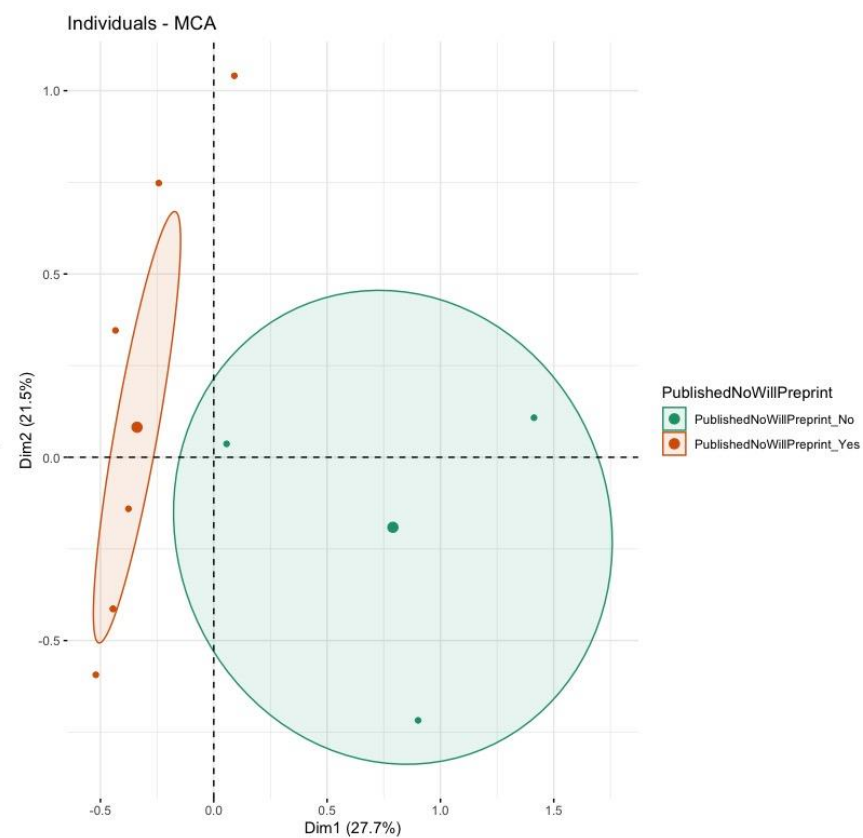 Individuals - MCA
1.0
0.5
0.0
-0.5
Dim2 (21.5%)
-0.5
0.0
0.5
1.0
1.5
Dim1 (27.7%)
PublishedNoWillPreprint
PublishedNoWillPreprint_No
PublishedNoWillPreprint_Yes